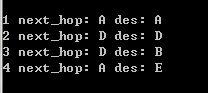 1 next_hop: A des: A
2 next_hop: D des: D
3 next_hop: D des: B
4 next_hop: A des: E